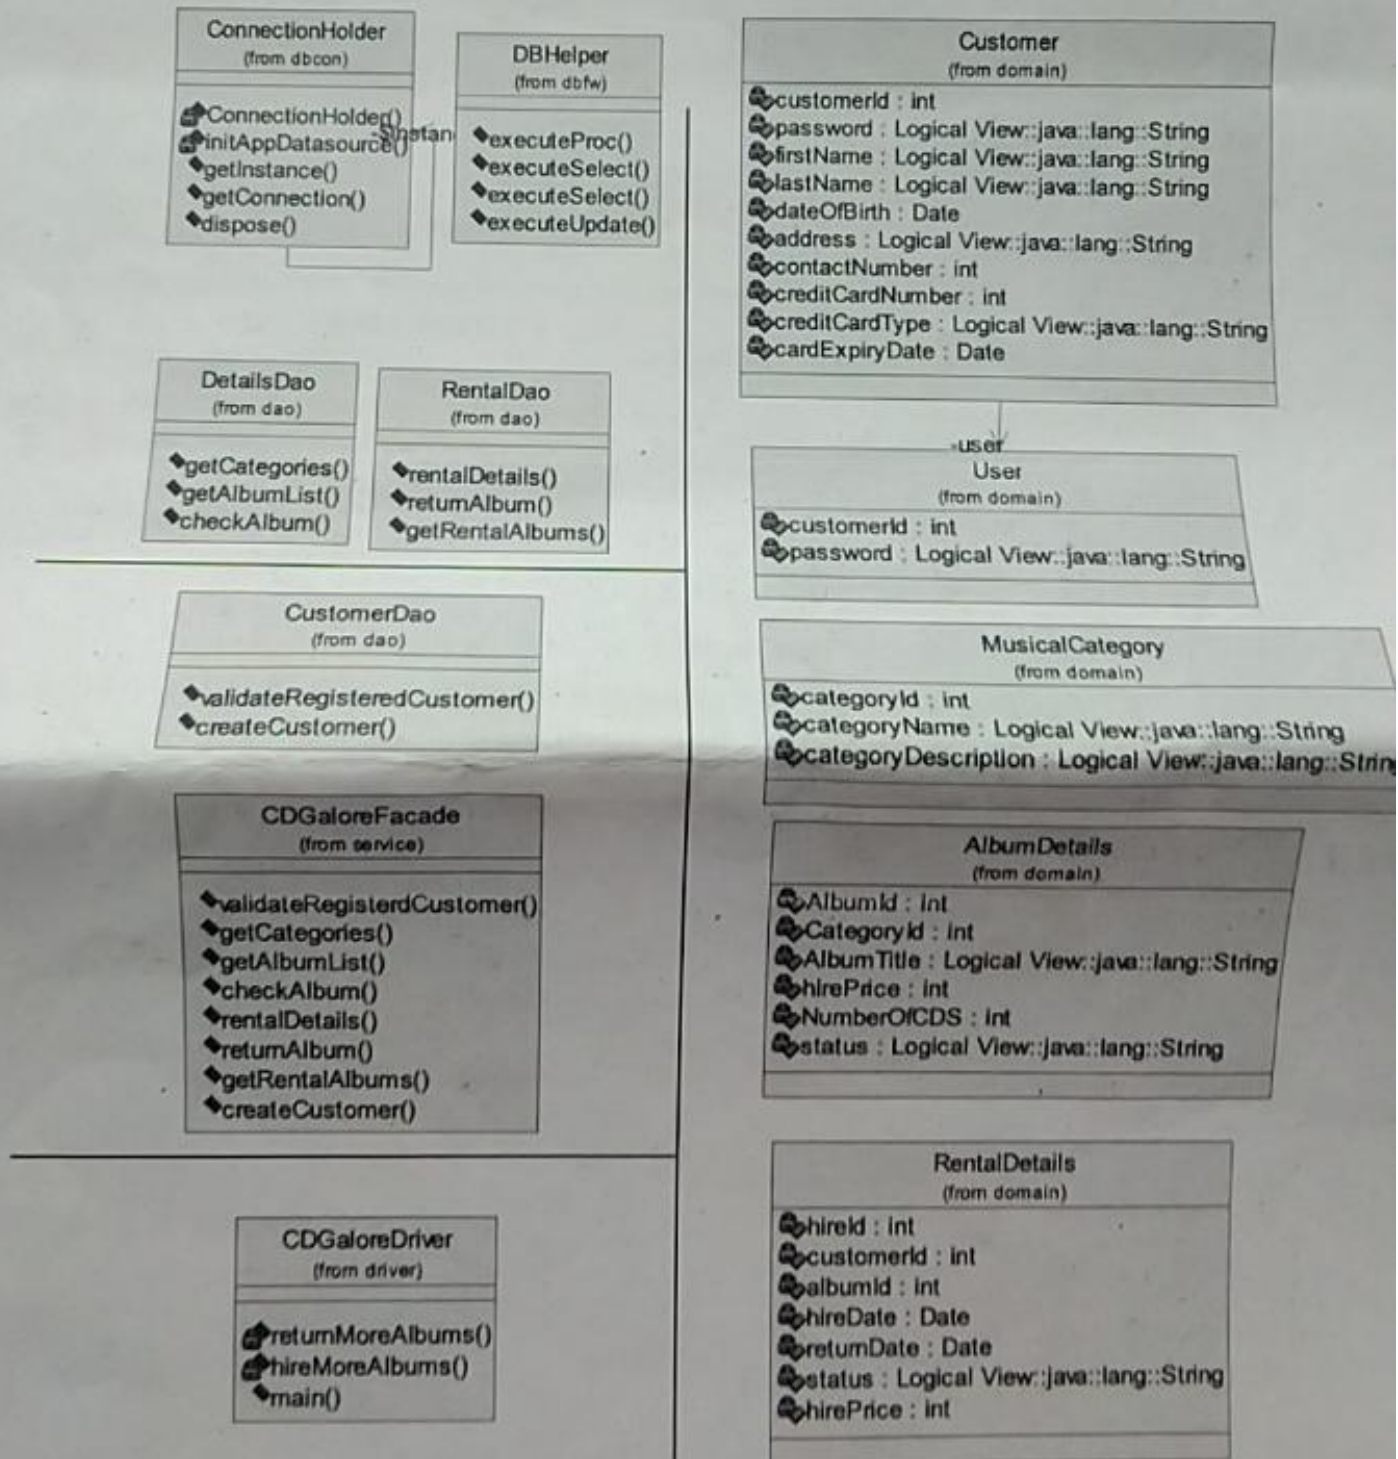 ConnectionHolder
(from dbcon)
ConnectionHolder()
initAppDatasource()
getInstance()
getConnection()
dispose()
DBHelper
(from dbfw)
executeProc()
executeSelect()
executeSelect()
executeUpdate()
DetailsDao
(from dao)
getCategories()
getAlbumList()
checkAlbum()
RentalDao
(from dao)
rentalDetails()
returnAlbum()
getRentalAlbums()
CustomerDao
(from dao)
validateRegisteredCustomer()
createCustomer()
CDGaloreFacade
(from service)
validateRegisterdCustomer()
getCategories()
getAlbumList()
checkAlbum()
rentalDetails()
returnAlbum()
getRentalAlbums()
createCustomer()
CDGaloreDriver
(from driver)
returnMoreAlbums()
hireMoreAlbums()
main()
Customer
(from domain)
customerId : int
password : Logical View::java::lang::String
firstName : Logical View::java::lang::String
lastName : Logical View::java::lang::String
dateOfBirth : Date
address : Logical View::java::lang::String
contactNumber : int
creditCardNumber : int
creditCardType : Logical View::java::lang::String
cardExpiryDate : Date
-user
User
(from domain)
customerId : int
password : Logical View::java::lang::String
MusicalCategory
(from domain)
categoryId : int
categoryName : Logical View::java::lang::String
categoryDescription : Logical View::java::lang::String
AlbumDetails
(from domain)
AlbumId : int
CategoryId : int
AlbumTitle : Logical View::java::lang::String
hirePrice : int
NumberOfCDS : int
status : Logical View::java::lang::String
RentalDetails
(from domain)
hireId : int
customerId : int
albumId : int
hireDate : Date
returnDate : Date
status : Logical View::java::lang::String
hirePrice : int